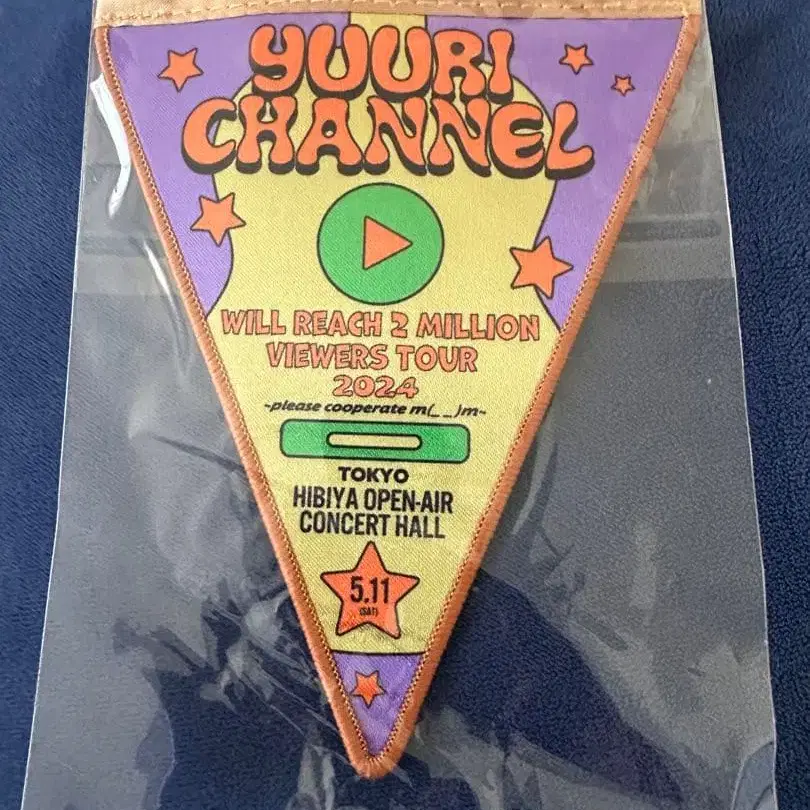 YUURI
CHANNEL
WILL REACH 2 MILLION
VIEWERS TOUR
2024
~please cooperate m(_ _)m~
TOKYO
HIBIYA OPEN-AIR
CONCERT HALL
5.11
(SAT)